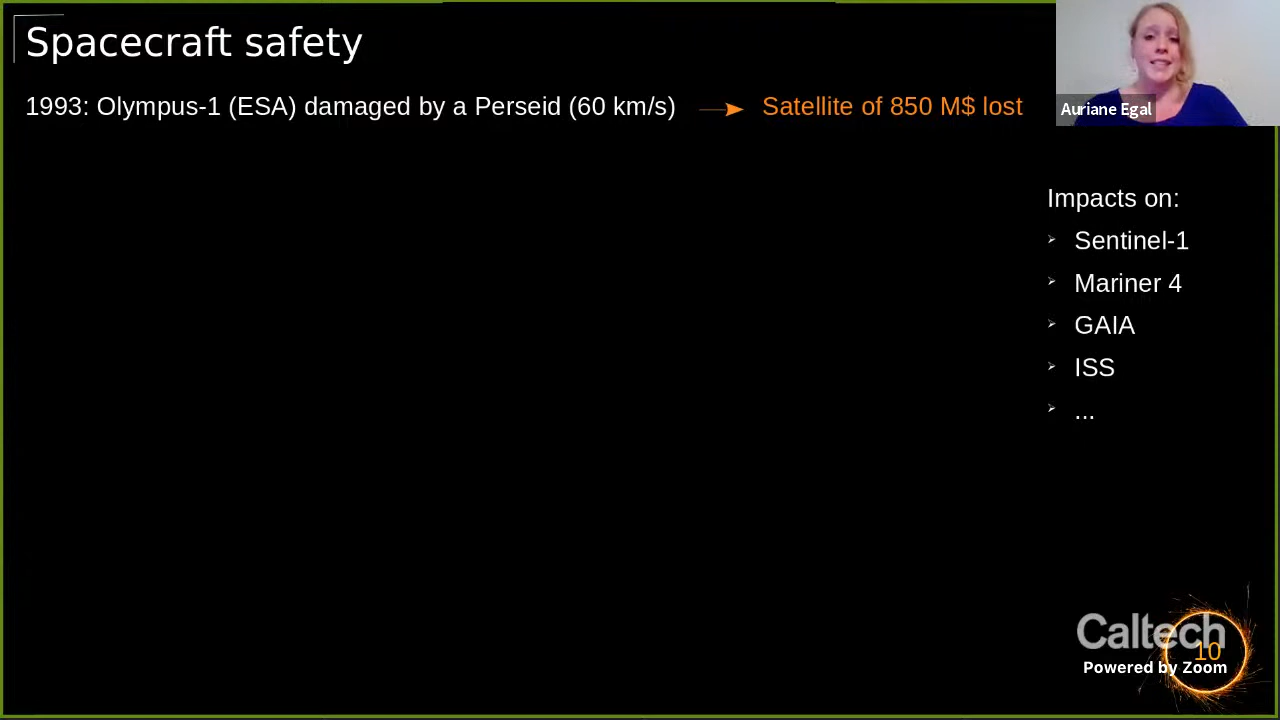 Spacecraft safety
1993: Olympus-1 (ESA) damaged by a Perseid (60 km/s)
Satellite of 850 M$ lost
Auriane Egal
Impacts on:
Sentinel-1
Mariner 4
GAIA
ISS
...
Caltech
10
Powered by Zoom